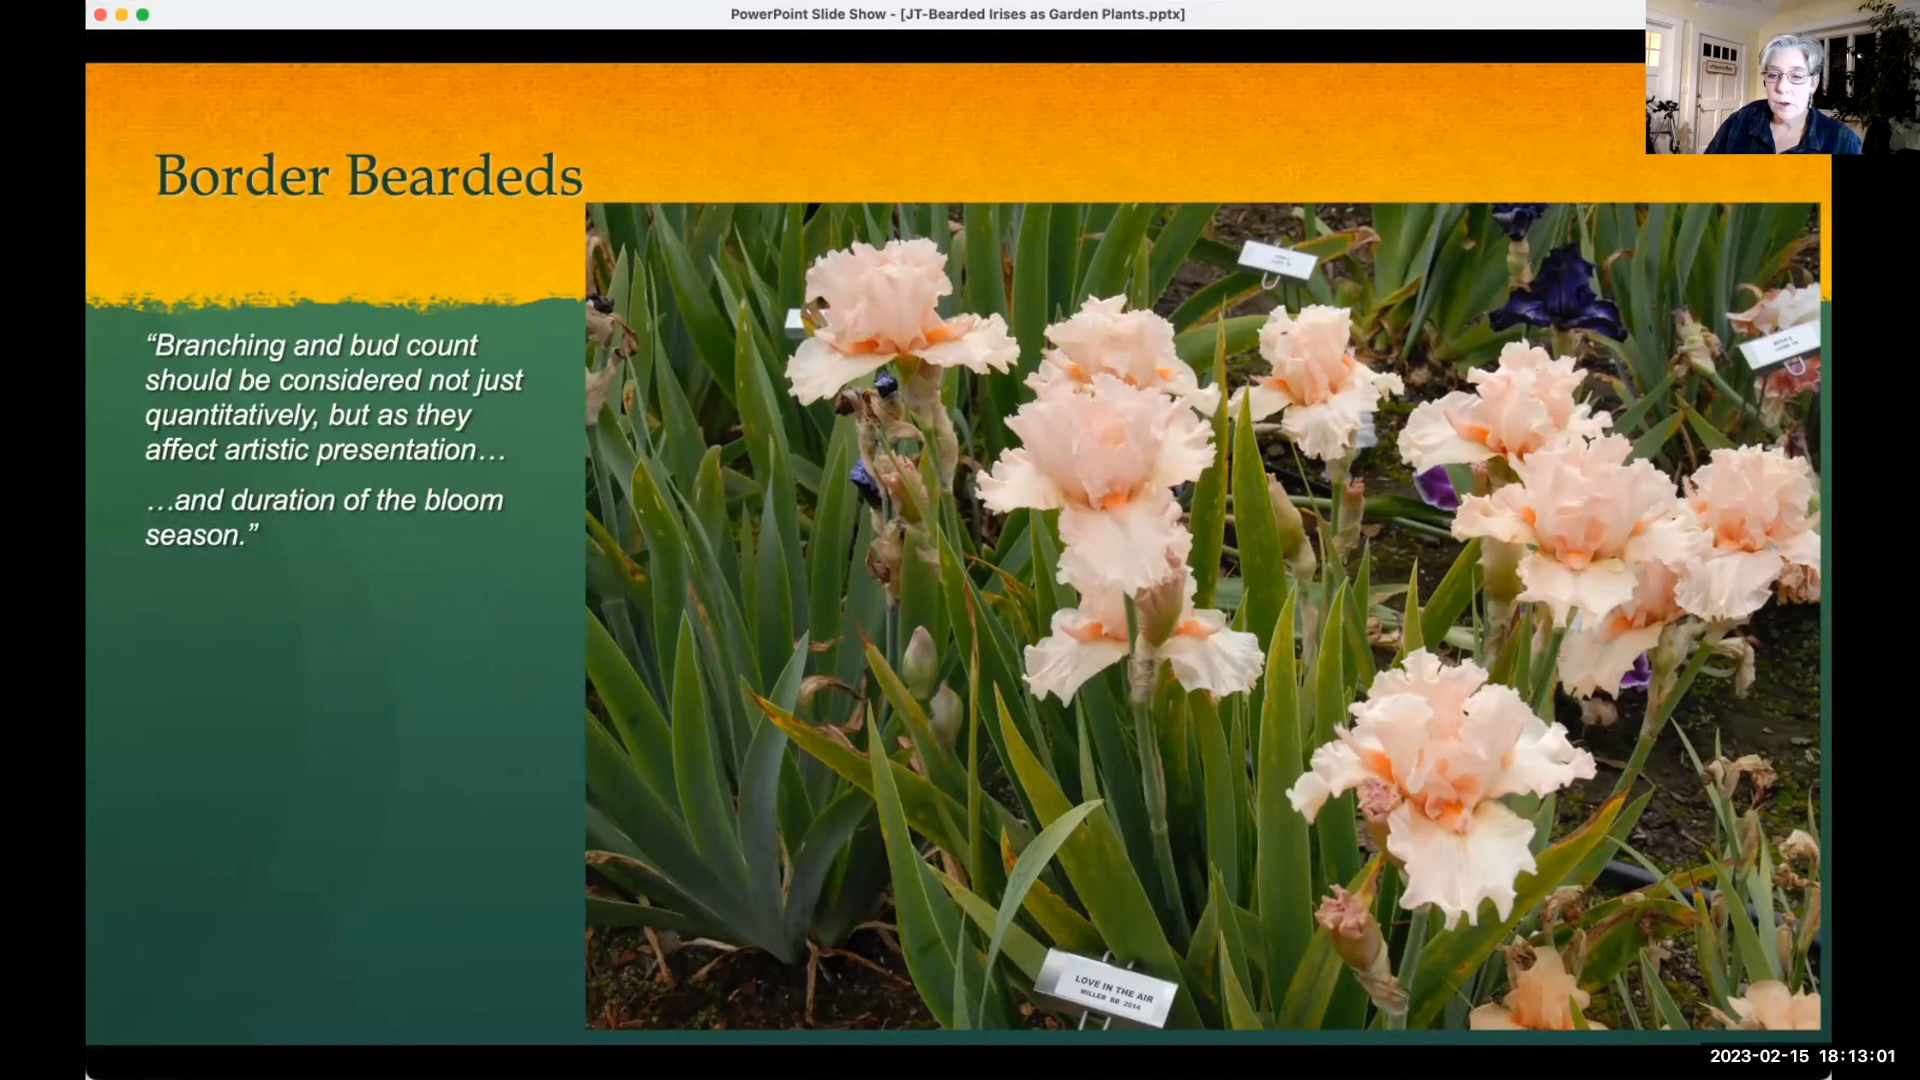 PowerPoint Slide Show - [JT-Bearded Irises as Garden Plants.pptx]
Border Beardeds
“Branching and bud count
should be considered not just
quantitatively, but as they
affect artistic presentation…
…and duration of the bloom
season.”
LOVE IN THE AIR
MILLER BB 2014
2023-02-15 18:13:01